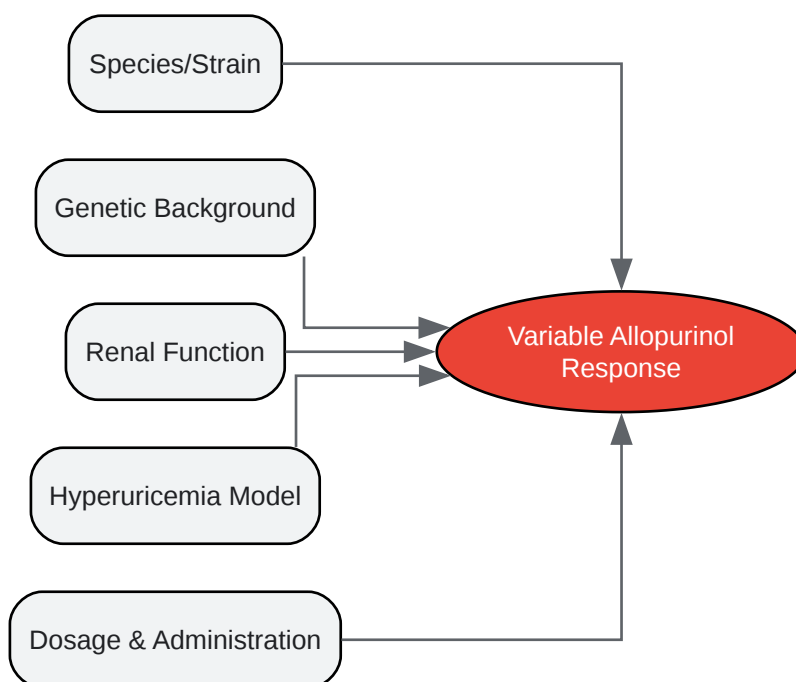 Species/Strain
Genetic Background
Renal Function
Variable Allopurinol
Response
Hyperuricemia Model
Dosage & Administration